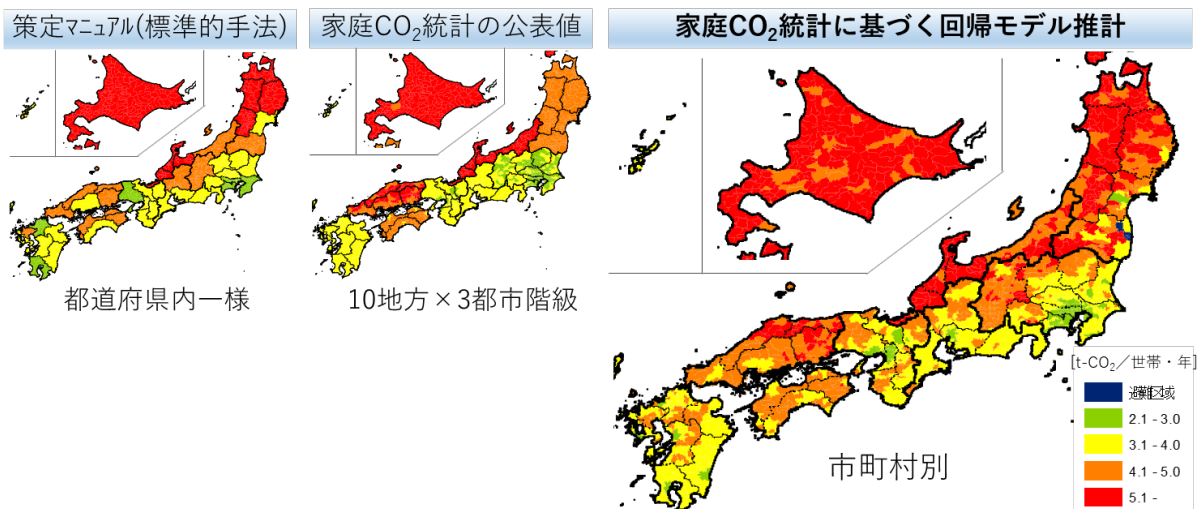 策定ﾏﾆｭｱﾙ(標準的手法)
家庭CO₂統計の公表値
家庭CO₂統計に基づく回帰モデル推計
都道府県内一様
10地方×3都市階級
市町村別
[t-CO₂／世帯・年]
避難区域
2.1 - 3.0
3.1 - 4.0
4.1 - 5.0
5.1 -